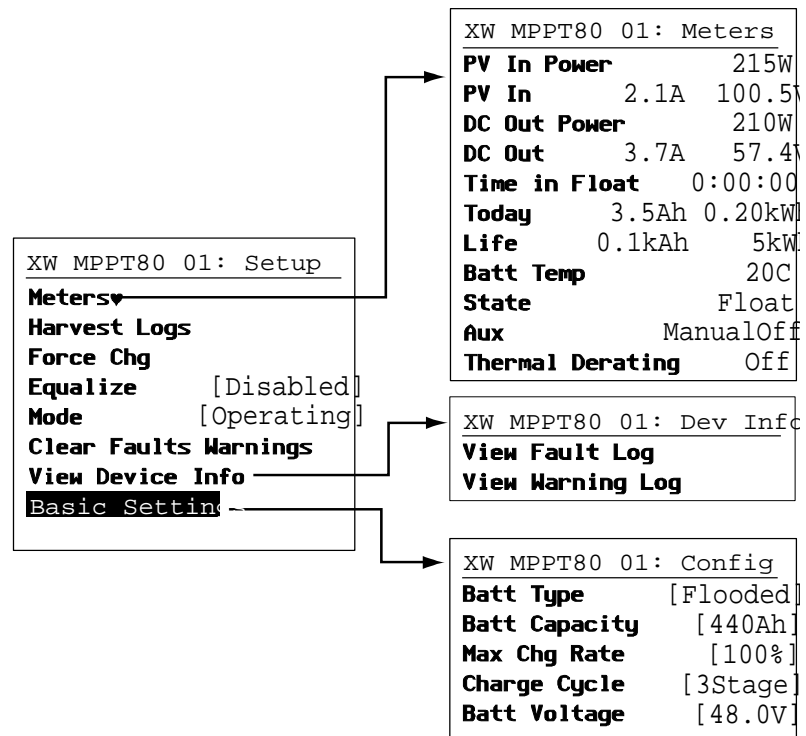 XW MPPT80 01: Setup
Meters▾
Harvest Logs
Force Chg
Equalize [Disabled]
Mode [Operating]
Clear Faults Warnings
View Device Info
Basic Settings
XW MPPT80 01: Meters
PV In Power 215W
PV In 2.1A 100.5V
DC Out Power 210W
DC Out 3.7A 57.4V
Time in Float 0:00:00
Today 3.5Ah 0.20kWh
Life 0.1kAh 5kWh
Batt Temp 20C
State Float
Aux ManualOff
Thermal Derating Off
XW MPPT80 01: Dev Info
View Fault Log
View Warning Log
XW MPPT80 01: Config
Batt Type [Flooded]
Batt Capacity [440Ah]
Max Chg Rate [100%]
Charge Cycle [3Stage]
Batt Voltage [48.0V]